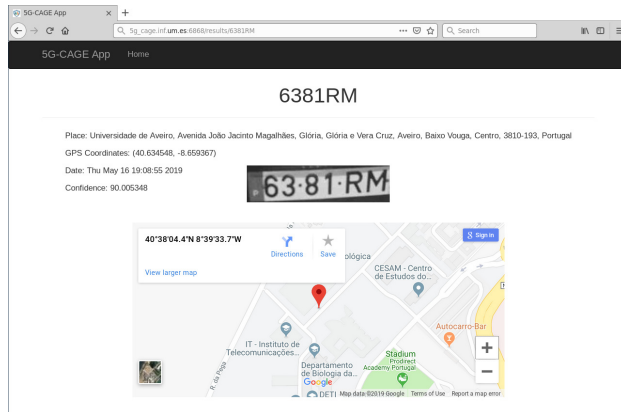 5G-CAGE App
5g_cage.inf.um.es:6868/results/6381RM
Search
5G-CAGE App Home
6381RM
Place: Universidade de Aveiro, Avenida João Jacinto Magalhães, Glória, Glória e Vera Cruz, Aveiro, Baixo Vouga, Centro, 3810-193, Portugal
GPS Coordinates: (40.634548, -8.659367)
Date: Thu May 16 19:08:55 2019
Confidence: 90.005348
P 63·81·RM
40°38'04.4"N 8°39'33.7"W
Directions
Save
View larger map
Sign in
ológica
CESAM - Centro
de Estudos do...
Autocarro-Bar
IT - Instituto de
Telecomunicações...
Stadium
Prodirect
Academy Portugal
Departamento
de Biologia da...
R. da Pega
Google
DETI
Map data ©2019 Google Terms of Use Report a map error